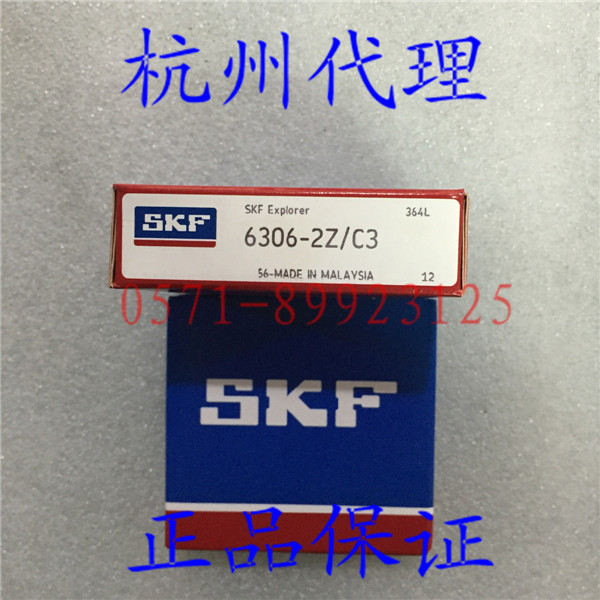 杭州代理
SKF
SKF Explorer
364L
6306-2Z/C3
56-MADE IN MALAYSIA
12
0571-89923125
SKF
正品保证